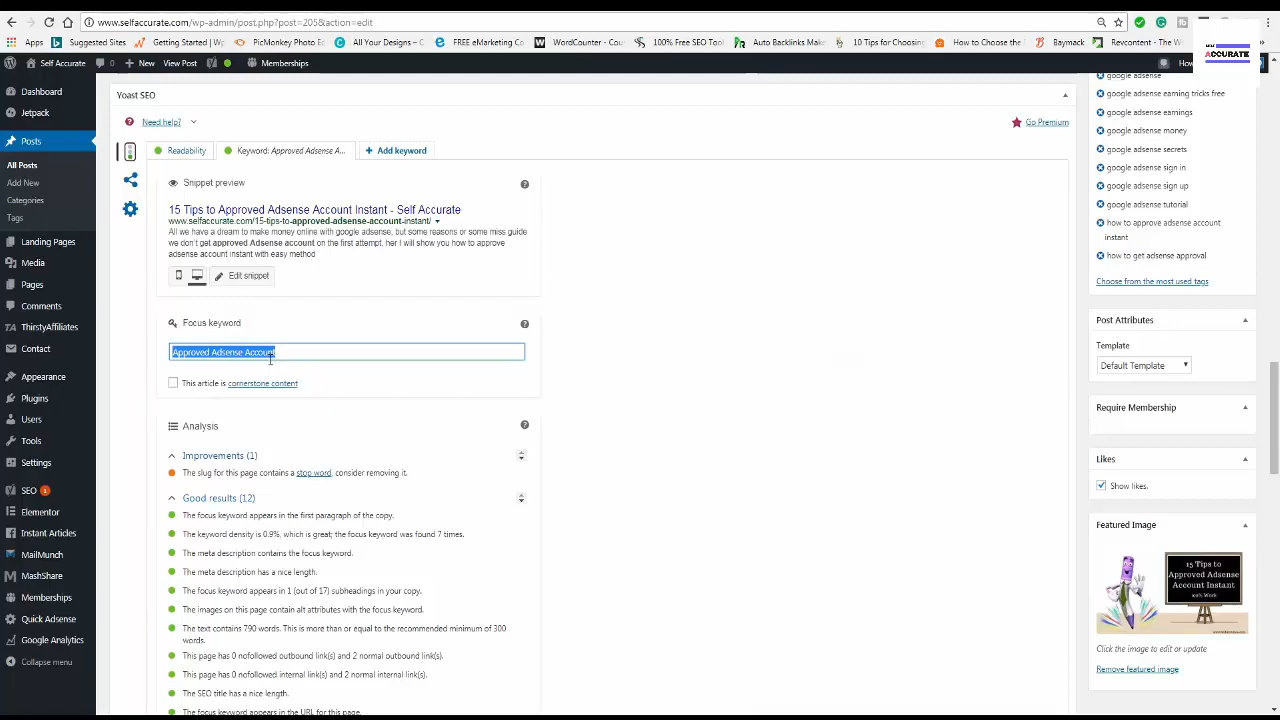 www.selfaccurate.com/wp-admin/post.php?post=205&action=edit
Apps
Suggested Sites
Getting Started | Wp
PicMonkey Photo Ed
All Your Designs – C
FREE eMarketing Co
WordCounter - Cou
100% Free SEO Tool
Auto Backlinks Make
10 Tips for Choosing
How to Choose the
Baymack
Revcontent - The W
ACCURATE
Self Accurate
0
New
View Post
Memberships
How
Dashboard
Jetpack
Posts
All Posts
Add New
Categories
Tags
Landing Pages
Media
Pages
Comments
ThirstyAffiliates
Contact
Appearance
Plugins
Users
Tools
Settings
SEO 1
Elementor
Instant Articles
MailMunch
MashShare
Memberships
Quick Adsense
Google Analytics
Collapse menu
Yoast SEO
Need help?
Go Premium
Readability
Keyword: Approved Adsense A...
Add keyword
Snippet preview
15 Tips to Approved Adsense Account Instant - Self Accurate
www.selfaccurate.com/15-tips-to-approved-adsense-account-instant/
All we have a dream to make money online with google adsense, but some reasons or some miss guide
we don't get approved Adsense account on the first attempt. her I will show you how to approve
adsense account instant with easy method
Edit snippet
Focus keyword
Approved Adsense Account
This article is cornerstone content
Analysis
Improvements (1)
The slug for this page contains a stop word, consider removing it.
Good results (12)
The focus keyword appears in the first paragraph of the copy.
The keyword density is 0.9%, which is great; the focus keyword was found 7 times.
The meta description contains the focus keyword.
The meta description has a nice length.
The focus keyword appears in 1 (out of 17) subheadings in your copy.
The images on this page contain alt attributes with the focus keyword.
The text contains 790 words. This is more than or equal to the recommended minimum of 300
words.
This page has 0 nofollowed outbound link(s) and 2 normal outbound link(s).
This page has 0 nofollowed internal link(s) and 2 normal internal link(s).
The SEO title has a nice length.
The focus keyword appears in the URL for this page.
google adsense
google adsense earning tricks free
google adsense earnings
google adsense money
google adsense secrets
google adsense sign in
google adsense sign up
google adsense tutorial
how to approve adsense account
instant
how to get adsense approval
Choose from the most used tags
Post Attributes
Template
Default Template
Require Membership
Likes
Show likes.
Featured Image
15 Tips to
Approved Adsense
Account Instant
100% Work
Click the image to edit or update
Remove featured image